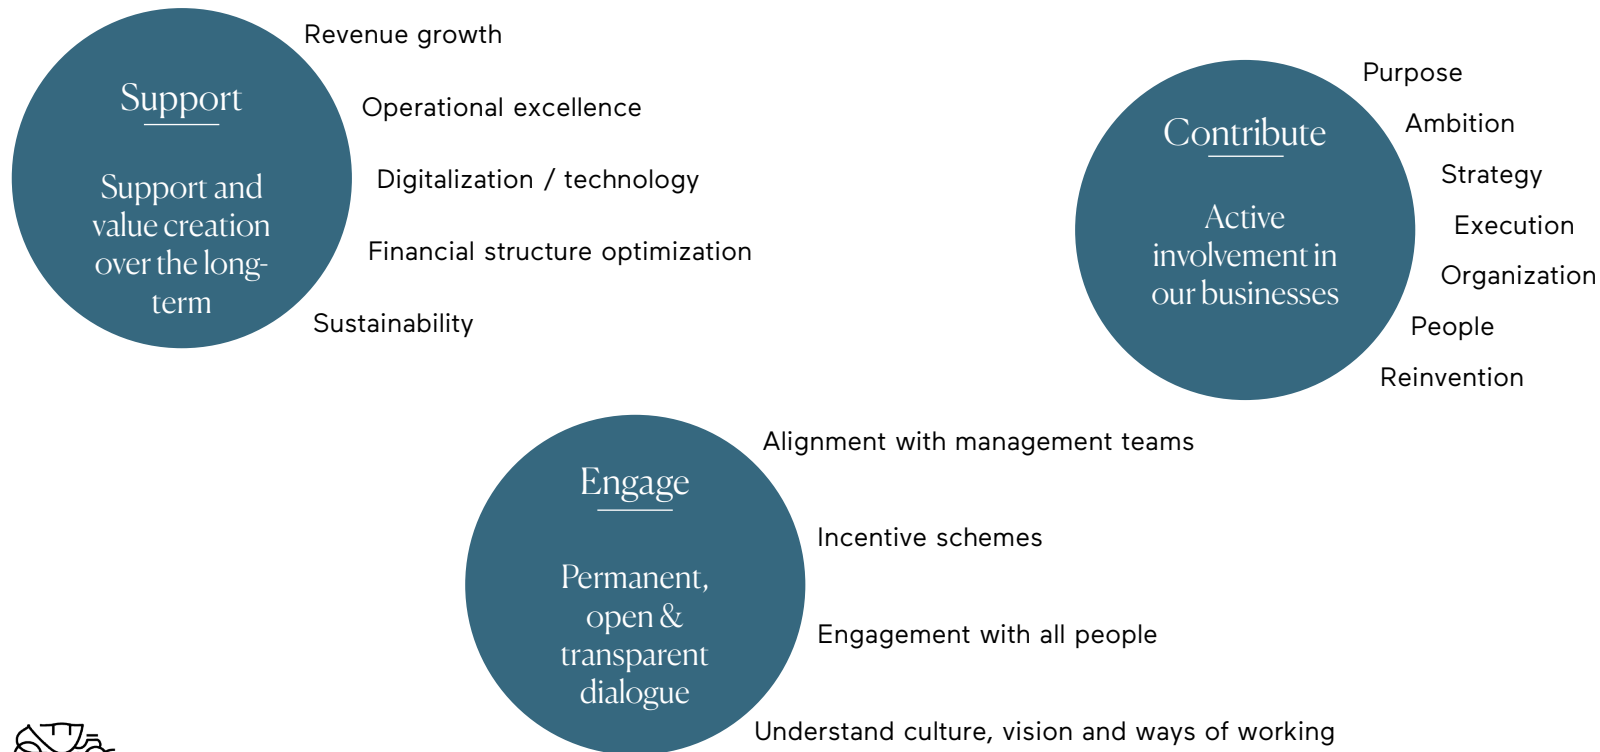 Support
Support and
value creation
over the long-
term
Revenue growth
Operational excellence
Digitalization / technology
Financial structure optimization
Sustainability
Contribute
Active
involvement in
our businesses
Purpose
Ambition
Strategy
Execution
Organization
People
Reinvention
Engage
Permanent,
open &
transparent
dialogue
Alignment with management teams
Incentive schemes
Engagement with all people
Understand culture, vision and ways of working